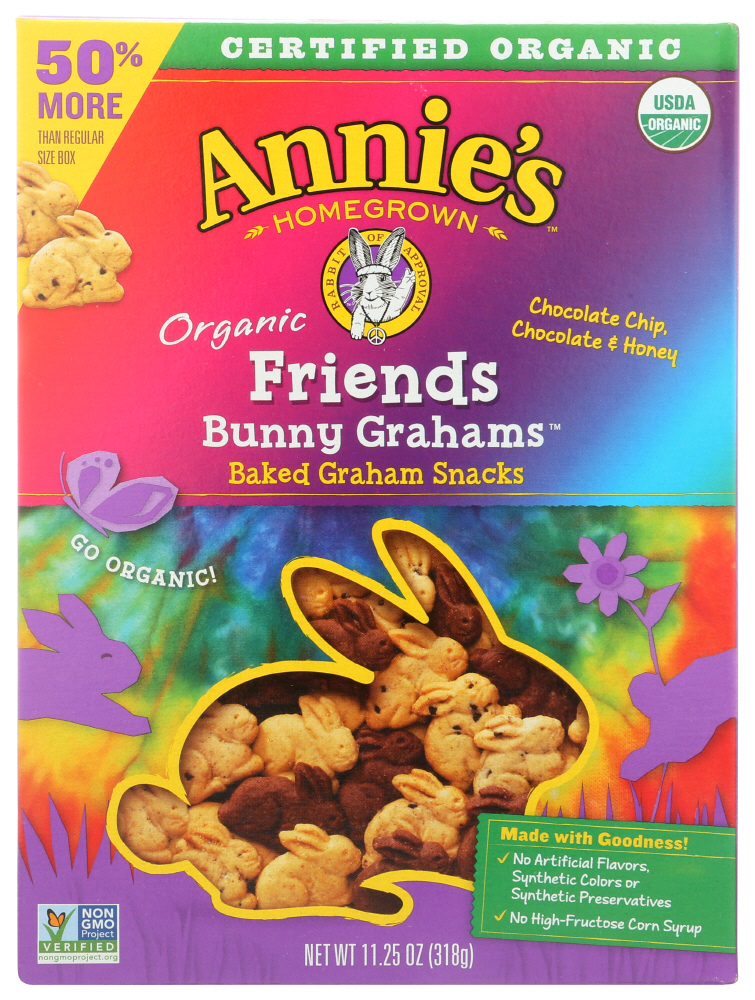 50%
MORE
THAN REGULAR
SIZE BOX
CERTIFIED ORGANIC
USDA
ORGANIC
Annie's™
HOMEGROWN
RABBIT OF APPROVAL
Organic
Chocolate Chip,
Chocolate & Honey
Friends
Bunny Grahams™
Baked Graham Snacks
GO ORGANIC!
Made with Goodness!
✓ No Artificial Flavors,
Synthetic Colors or
Synthetic Preservatives
✓ No High-Fructose Corn Syrup
NON
GMO
Project
VERIFIED
nongmoproject.org
NET WT 11.25 OZ (318g)